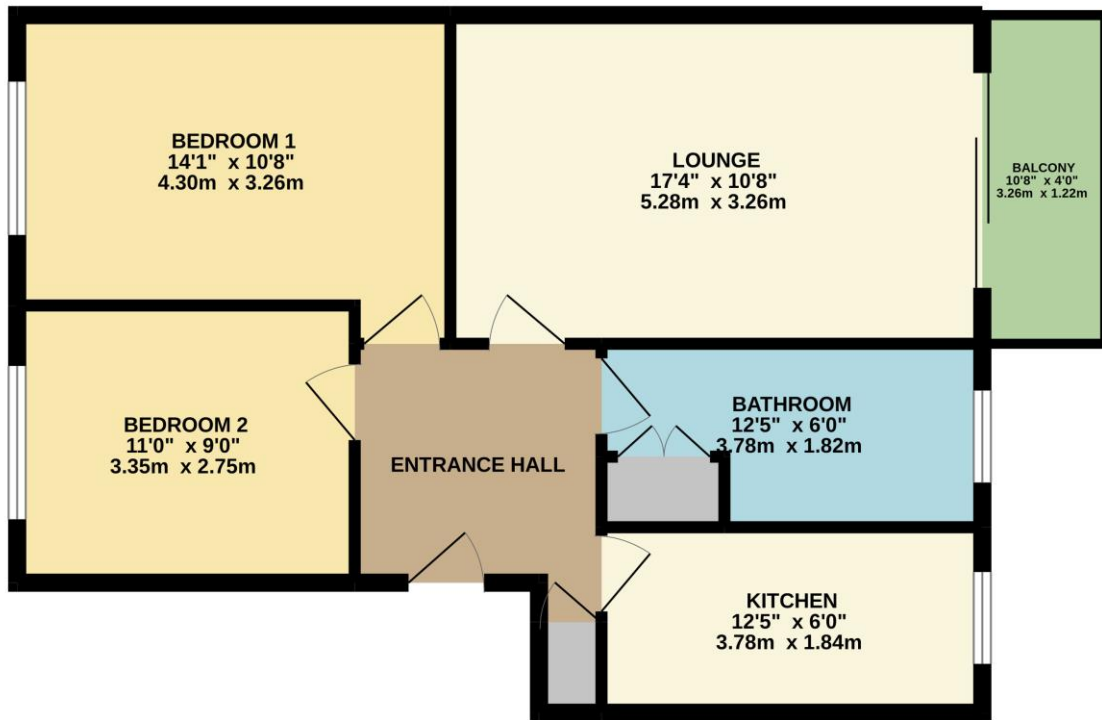 BEDROOM 1
14'1" x 10'8"
4.30m x 3.26m
LOUNGE
17'4" x 10'8"
5.28m x 3.26m
BALCONY
10'8" x 4'0"
3.26m x 1.22m
BEDROOM 2
11'0" x 9'0"
3.35m x 2.75m
ENTRANCE HALL
BATHROOM
12'5" x 6'0"
3.78m x 1.82m
KITCHEN
12'5" x 6'0"
3.78m x 1.84m